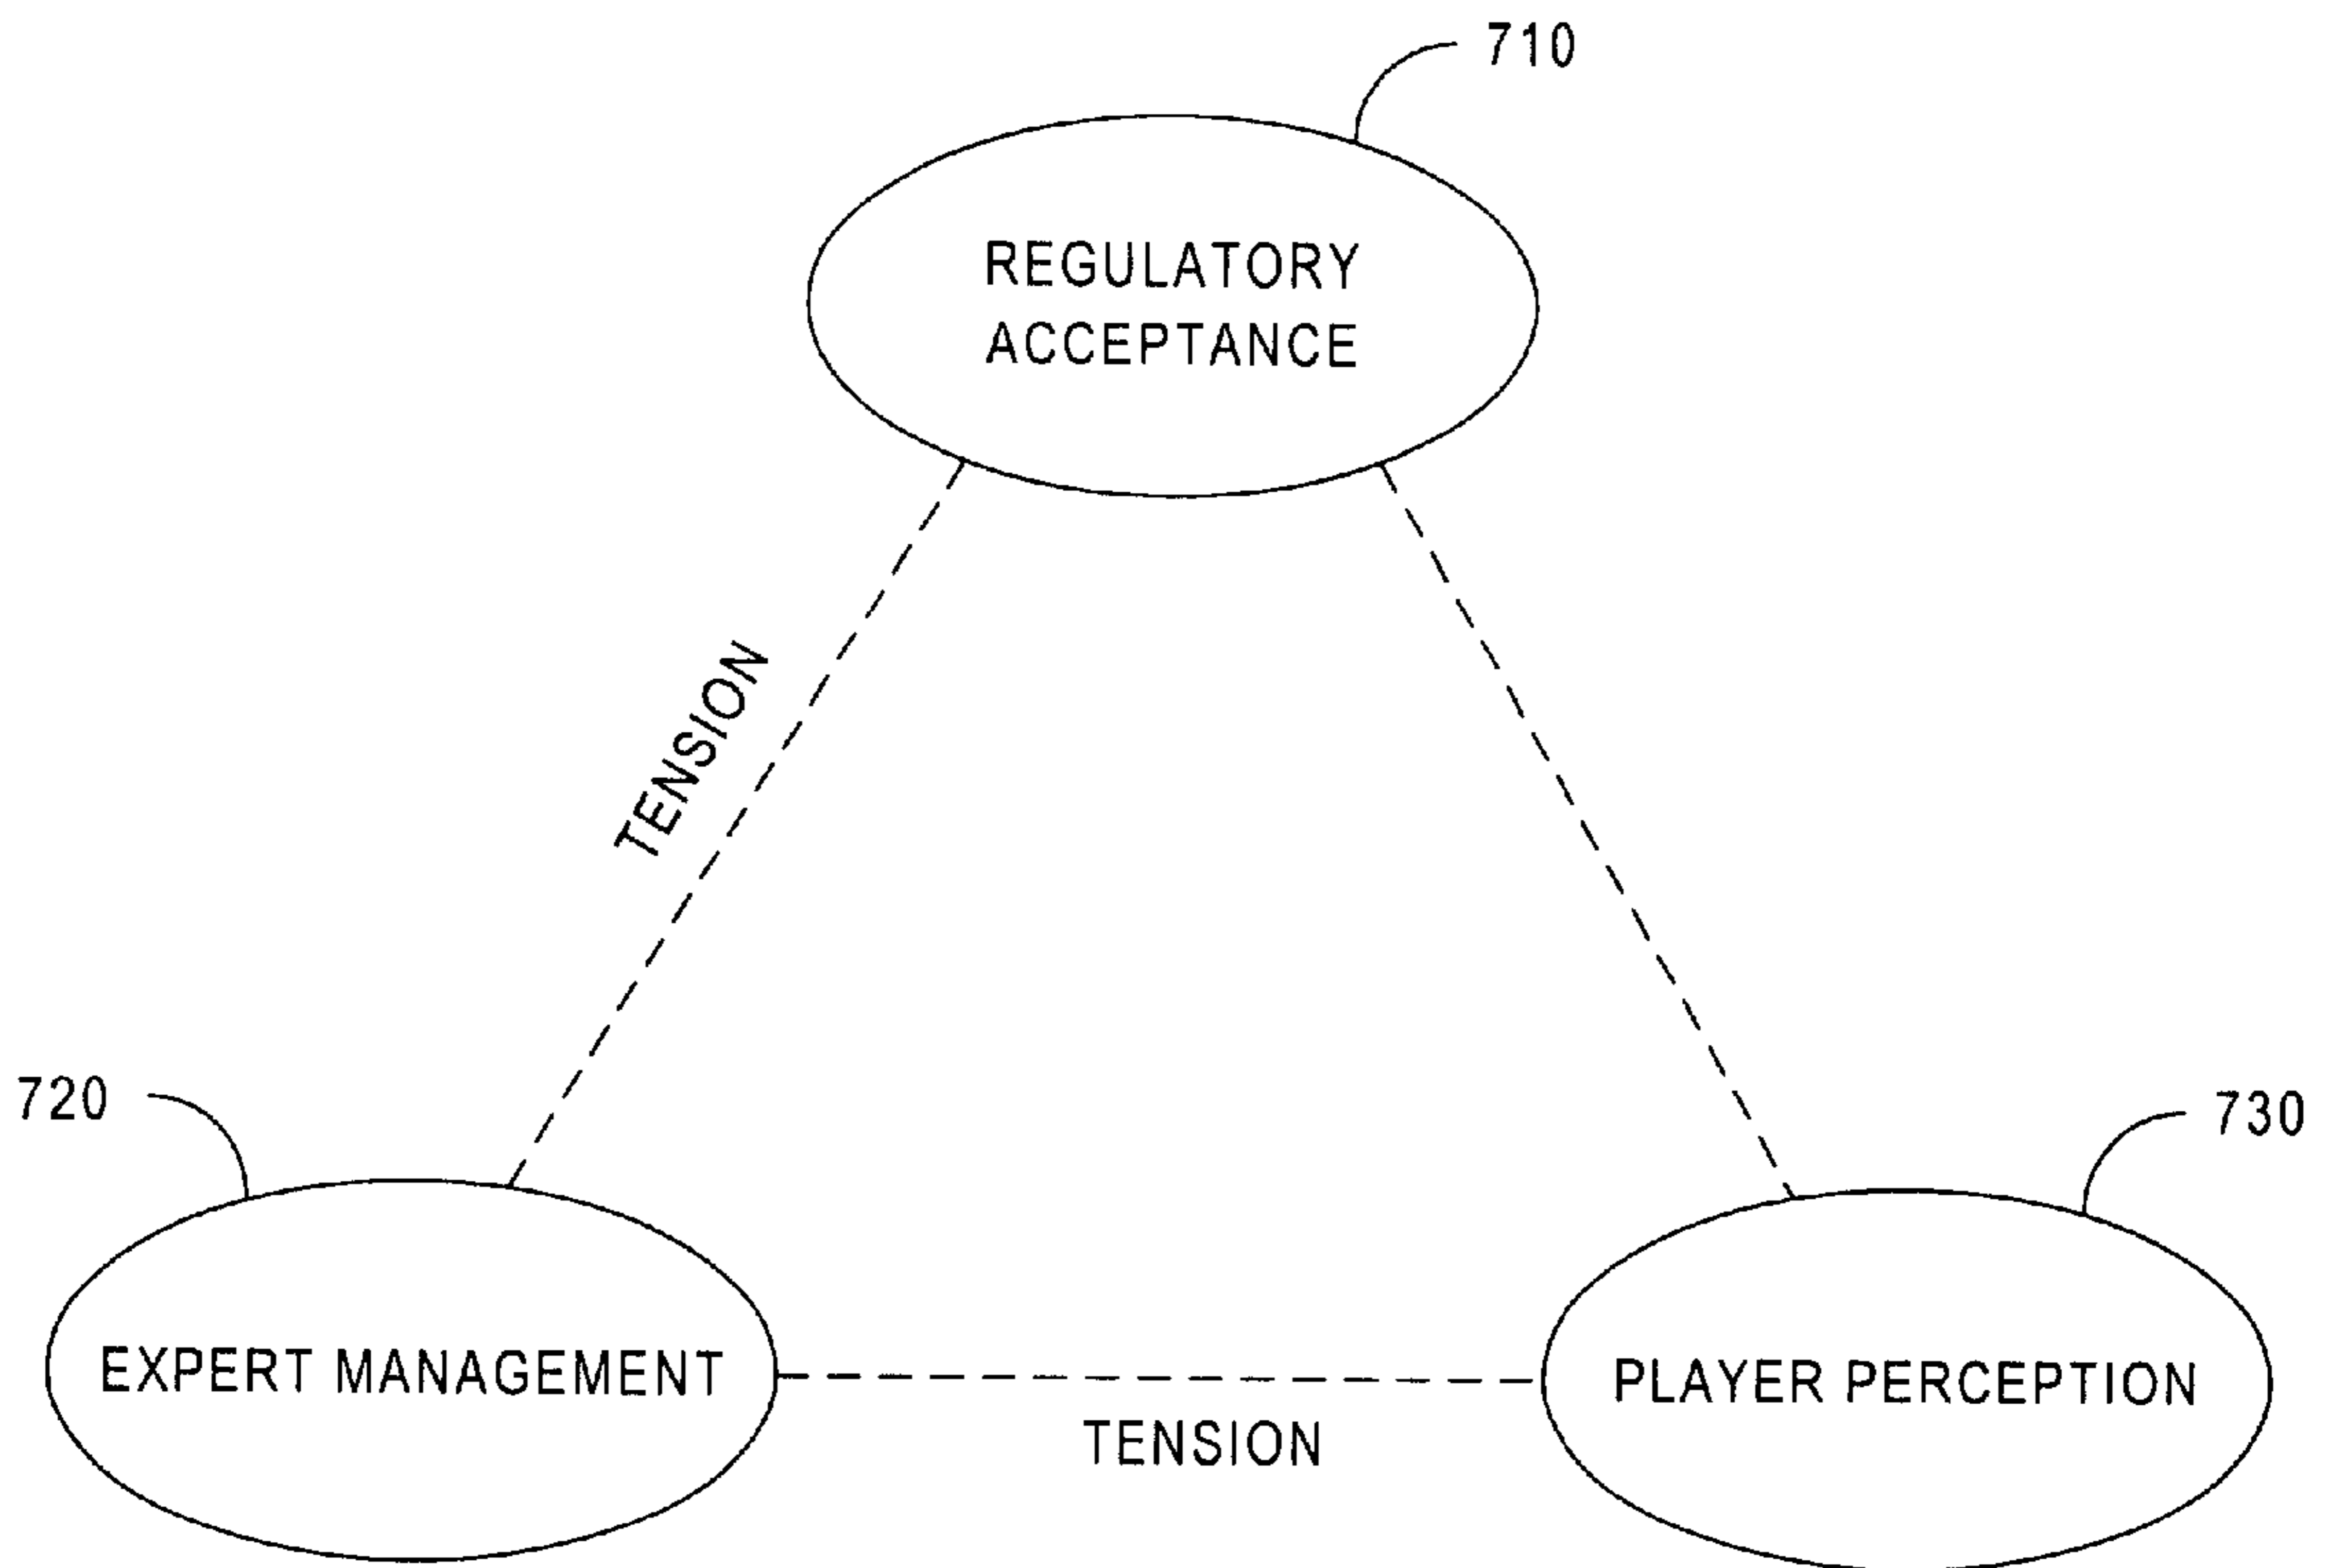 710
REGULATORY
ACCEPTANCE
TENSION
720
730
EXPERT MANAGEMENT
PLAYER PERCEPTION
TENSION